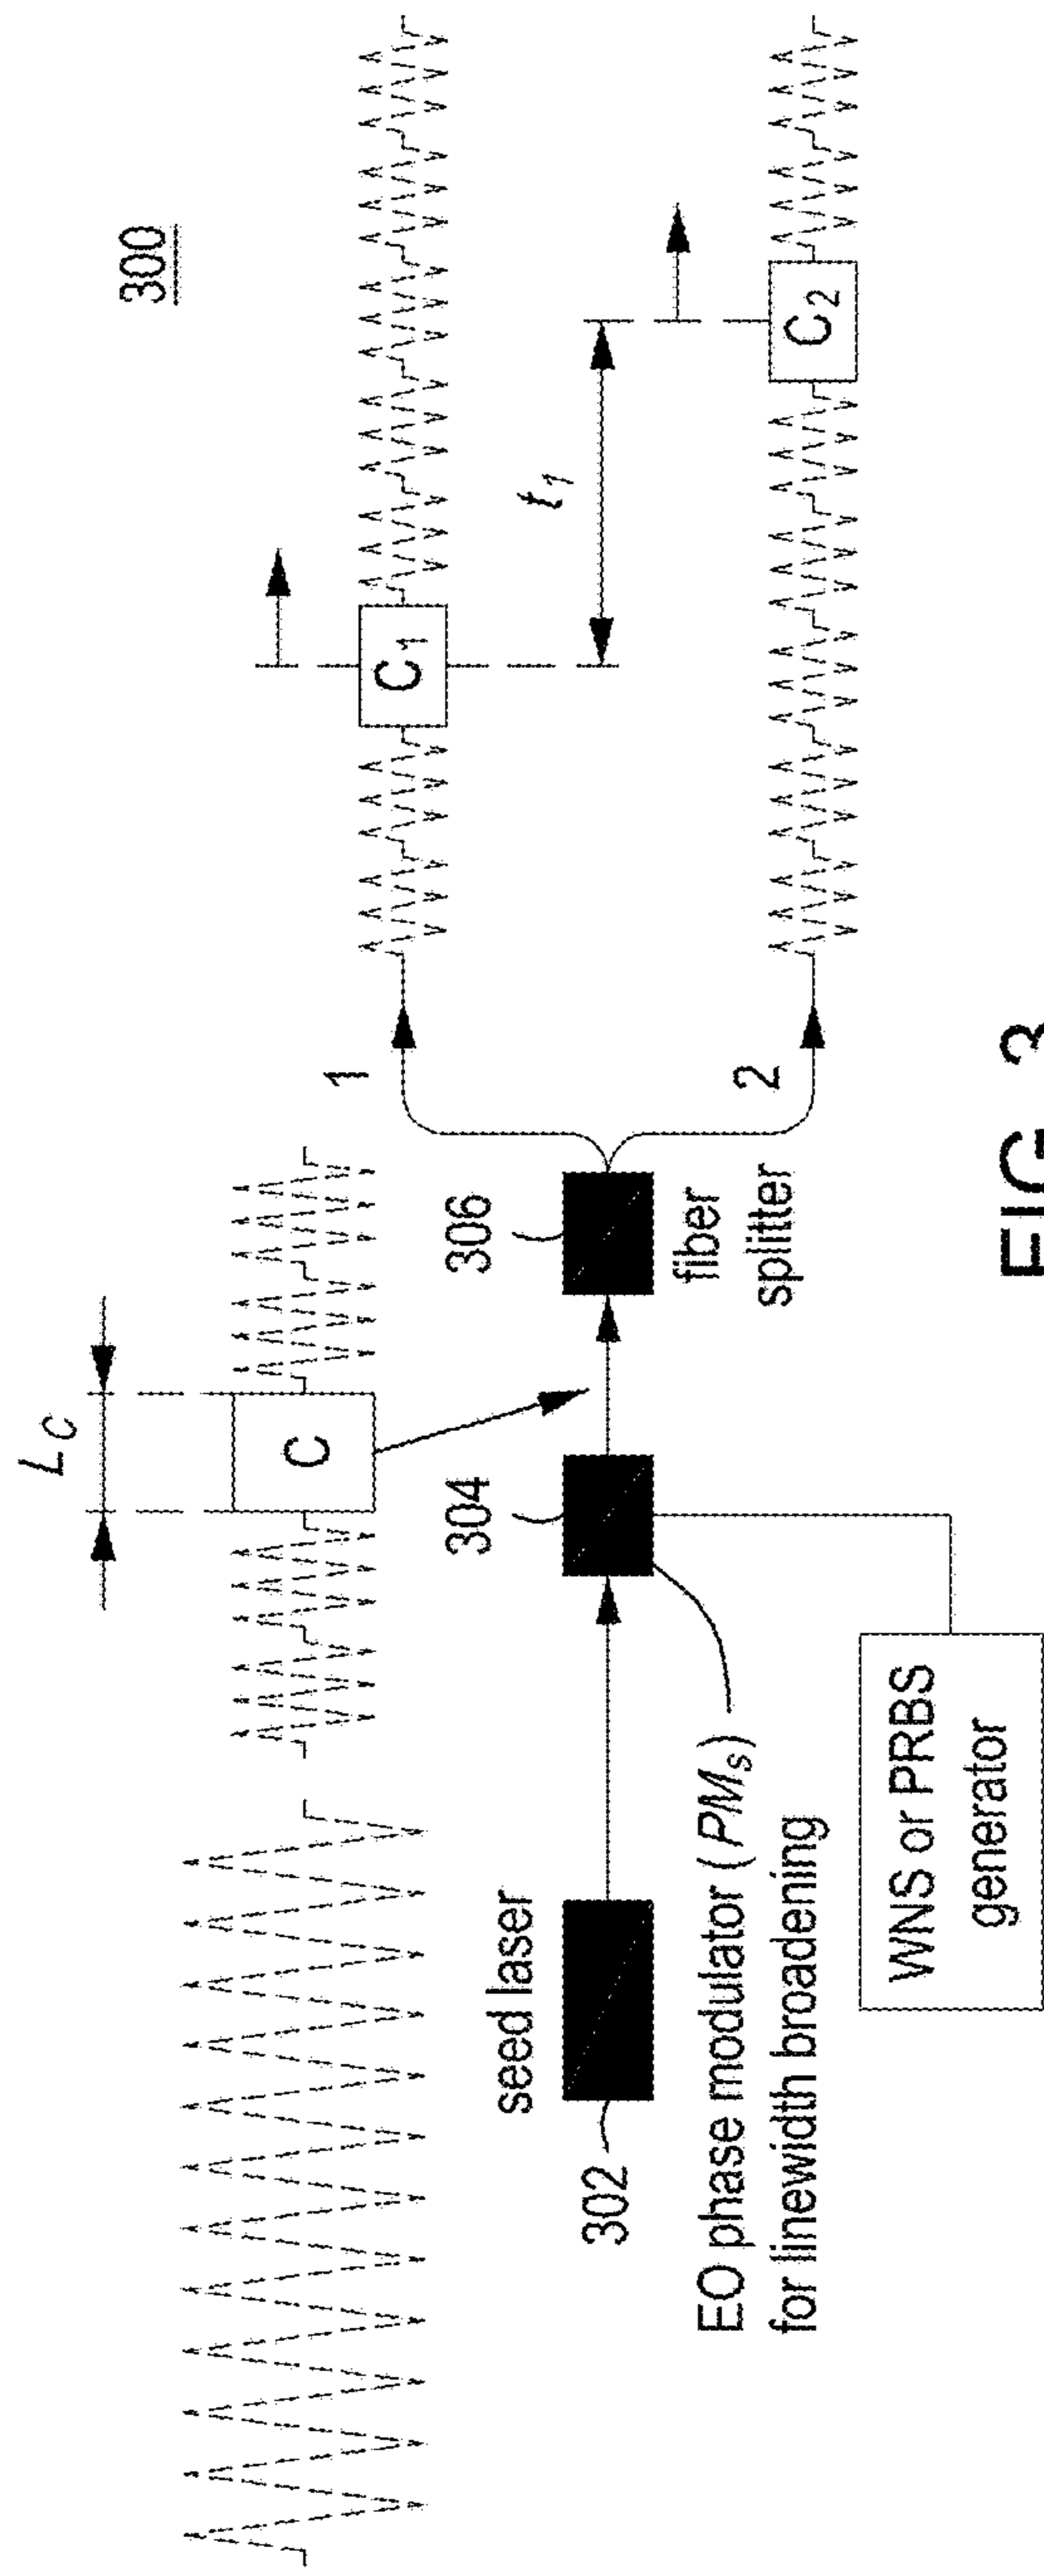 300
L_C
C
C_1
t_1
C_2
1
2
306
fiber
splitter
304
seed laser
302
EO phase modulator (PM_S)
for linewidth broadening
WNS or PRBS
generator
FIG. 3